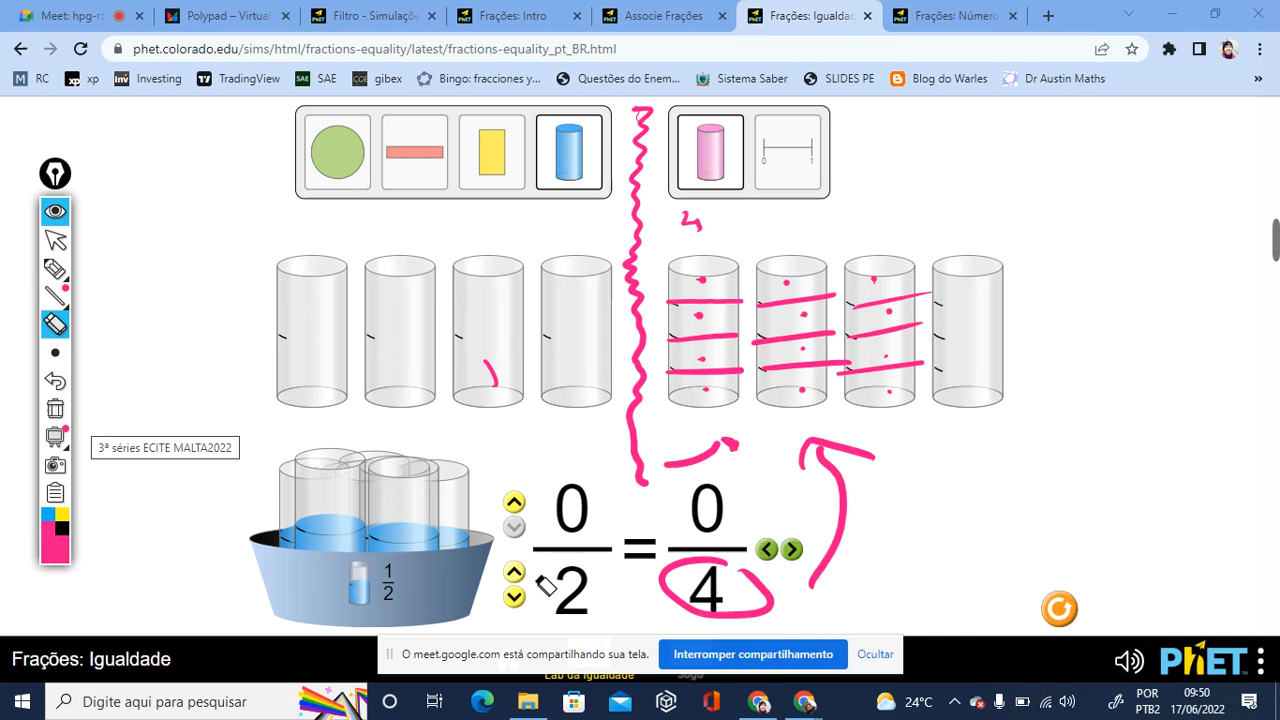 Meet: hpg-r
Polypad – Virtual
Filtro - Simulaçõe
Frações: Intro
Associe Frações
Frações: Igualdad
Frações: Número
phet.colorado.edu/sims/html/fractions-equality/latest/fractions-equality_pt_BR.html
RC
xp
Investing
TradingView
SAE
gibex
Bingo: fracciones y...
Questões do Enem...
Sistema Saber
SLIDES PE
Blog do Warles
Dr Austin Maths
»
0 1
4
3ª séries ECITE MALTA2022
0 0
=
2 4
1
2
O meet.google.com está compartilhando sua tela.
Interromper compartilhamento
Ocultar
Frações: Igualdade
Lab da Igualdade
Jogo
PhET
Digite aqui para pesquisar
24°C
POR
PTB2
09:50
17/06/2022